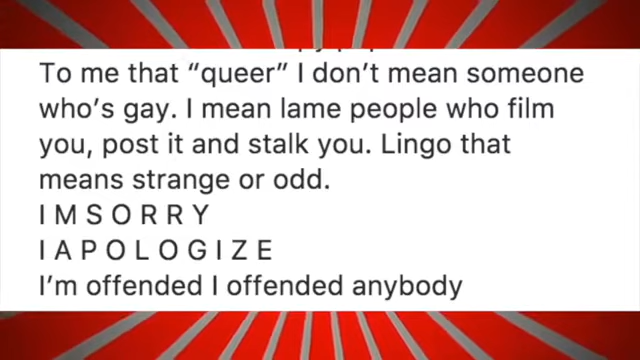 To me that “queer” I don’t mean someone
who’s gay. I mean lame people who film
you, post it and stalk you. Lingo that
means strange or odd.
I M S O R R Y
I A P O L O G I Z E
I’m offended I offended anybody